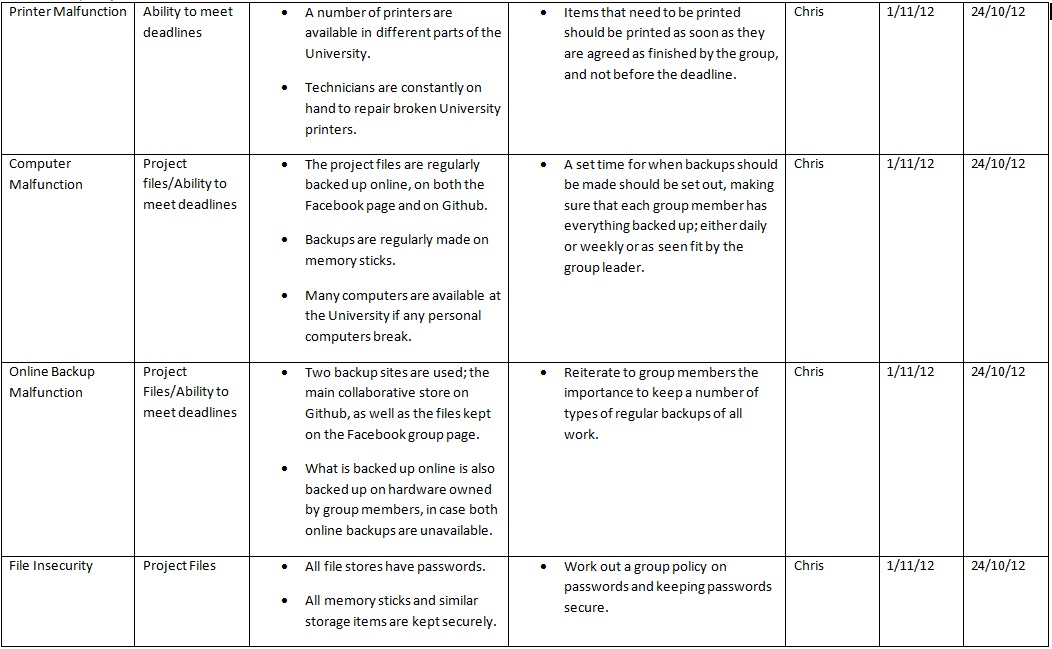 Printer Malfunction
Ability to meet
deadlines
• A number of printers are
available in different parts of the
University.
• Technicians are constantly on
hand to repair broken University
printers.
• Items that need to be printed
should be printed as soon as they
are agreed as finished by the group,
and not before the deadline.
Chris
1/11/12
24/10/12
Computer
Malfunction
Project
files/Ability to
meet deadlines
• The project files are regularly
backed up online, on both the
Facebook page and on Github.
• Backups are regularly made on
memory sticks.
• Many computers are available at
the University if any personal
computers break.
• A set time for when backups should
be made should be set out, making
sure that each group member has
everything backed up; either daily
or weekly or as seen fit by the
group leader.
Chris
1/11/12
24/10/12
Online Backup
Malfunction
Project
Files/Ability to
meet deadlines
• Two backup sites are used; the
main collaborative store on
Github, as well as the files kept
on the Facebook group page.
• What is backed up online is also
backed up on hardware owned
by group members, in case both
online backups are unavailable.
• Reiterate to group members the
importance to keep a number of
types of regular backups of all
work.
Chris
1/11/12
24/10/12
File Insecurity
Project Files
• All file stores have passwords.
• All memory sticks and similar
storage items are kept securely.
• Work out a group policy on
passwords and keeping passwords
secure.
Chris
1/11/12
24/10/12